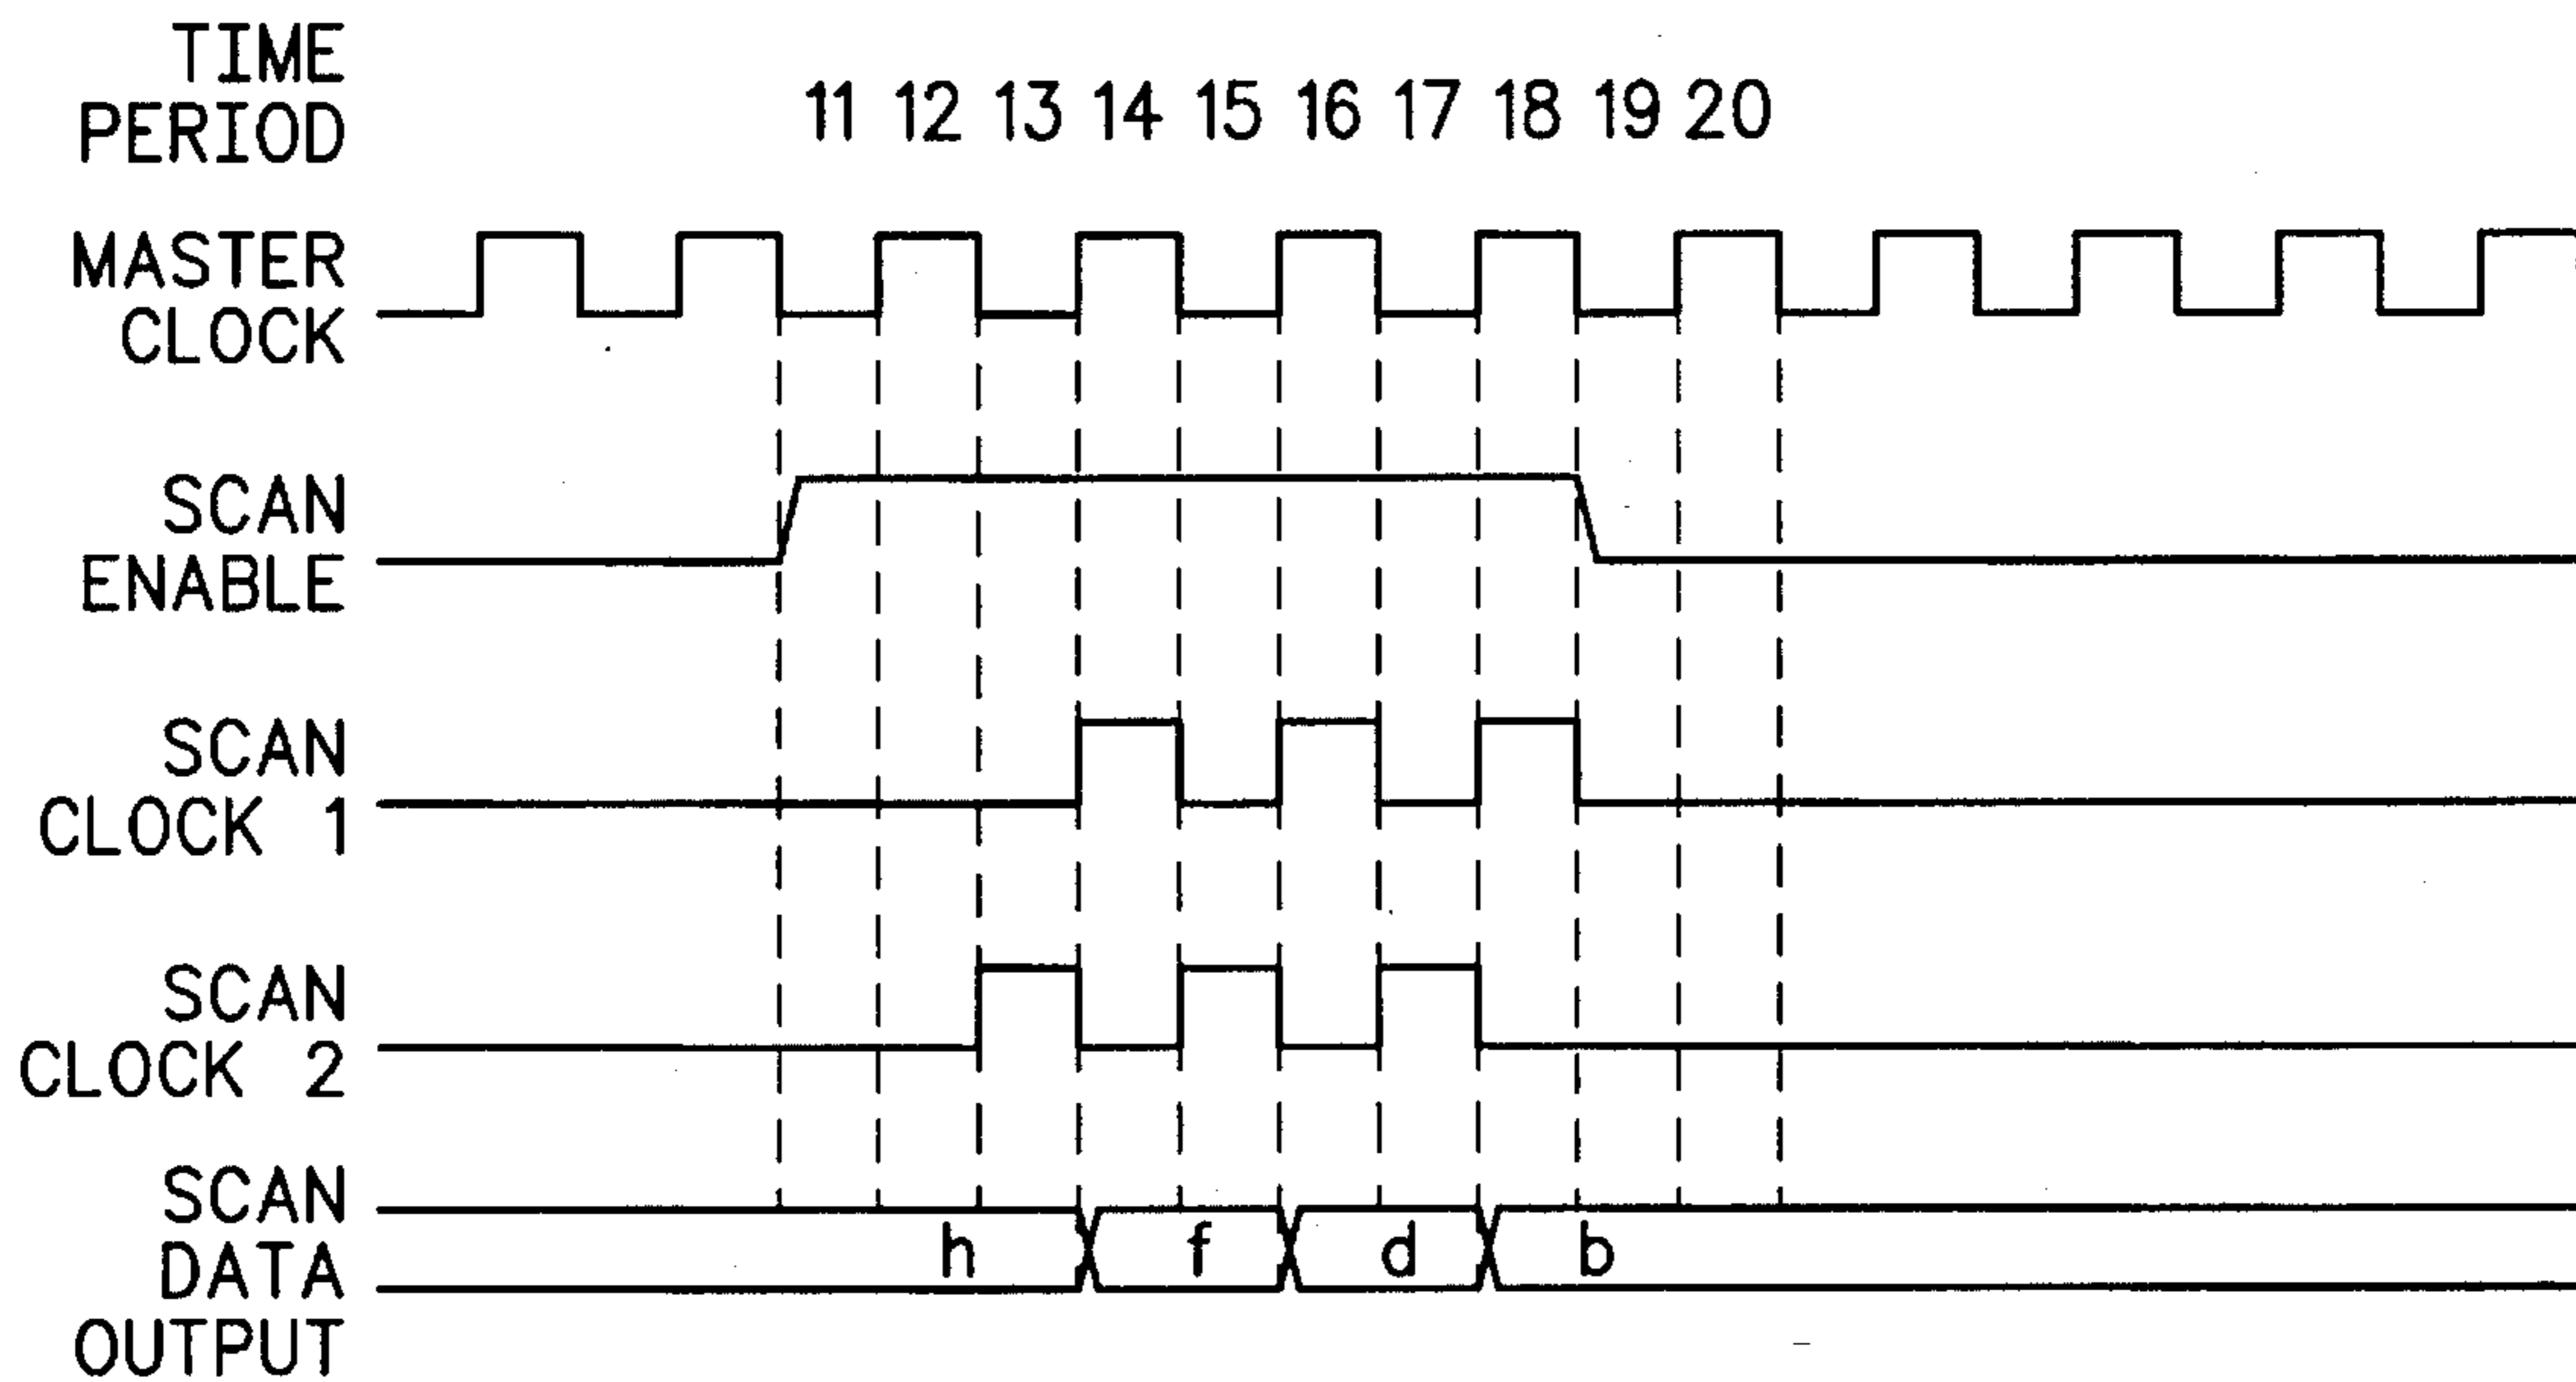 TIME
PERIOD
11 12 13 14 15 16 17 18 19 20
MASTER
CLOCK
SCAN
ENABLE
SCAN
CLOCK 1
SCAN
CLOCK 2
SCAN
DATA
OUTPUT
h f d b